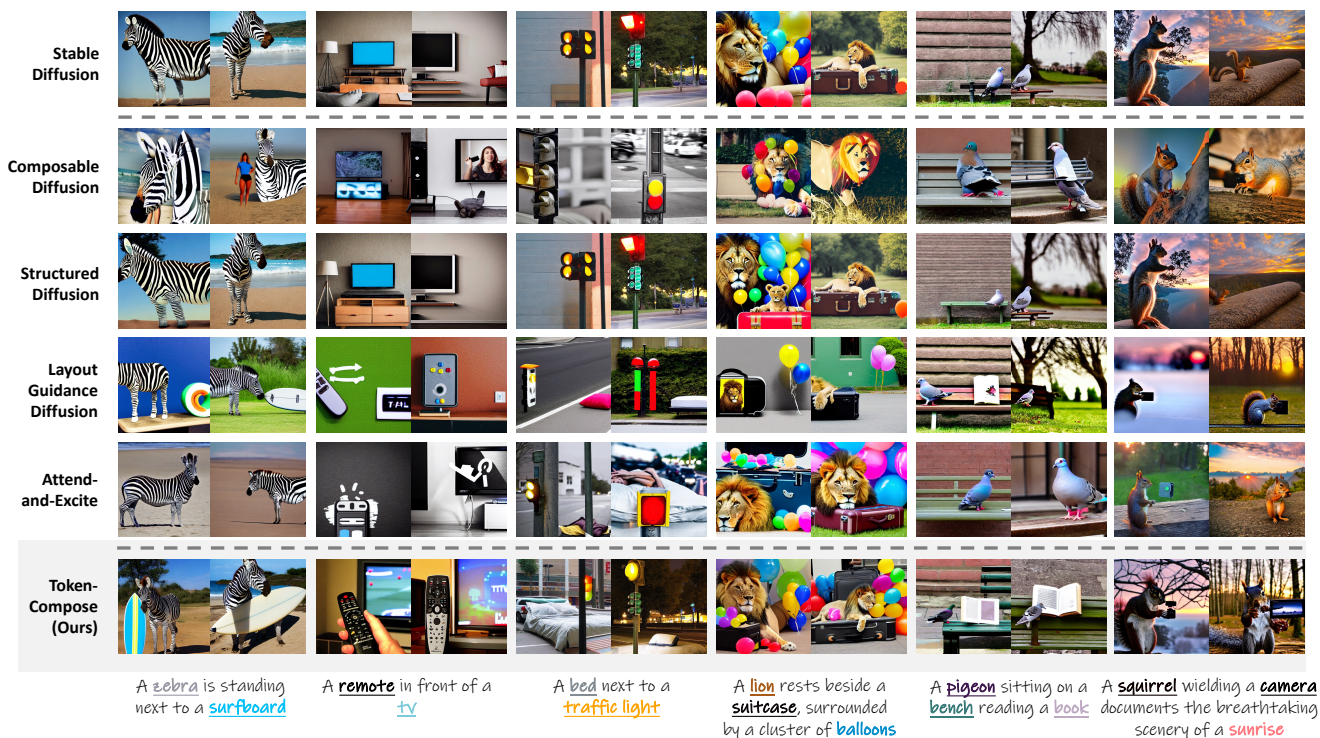 Stable
Diffusion
Composable
Diffusion
Structured
Diffusion
Layout
Guidance
Diffusion
Attend-
and-Excite
Token-
Compose
(Ours)
A zebra is standing
next to a surfboard
A remote in front of a
tv
A bed next to a
traffic light
A lion rests beside a
suitcase, surrounded
by a cluster of balloons
A pigeon sitting on a
bench reading a book
A squirrel wielding a camera
documents the breathtaking
scenery of a sunrise